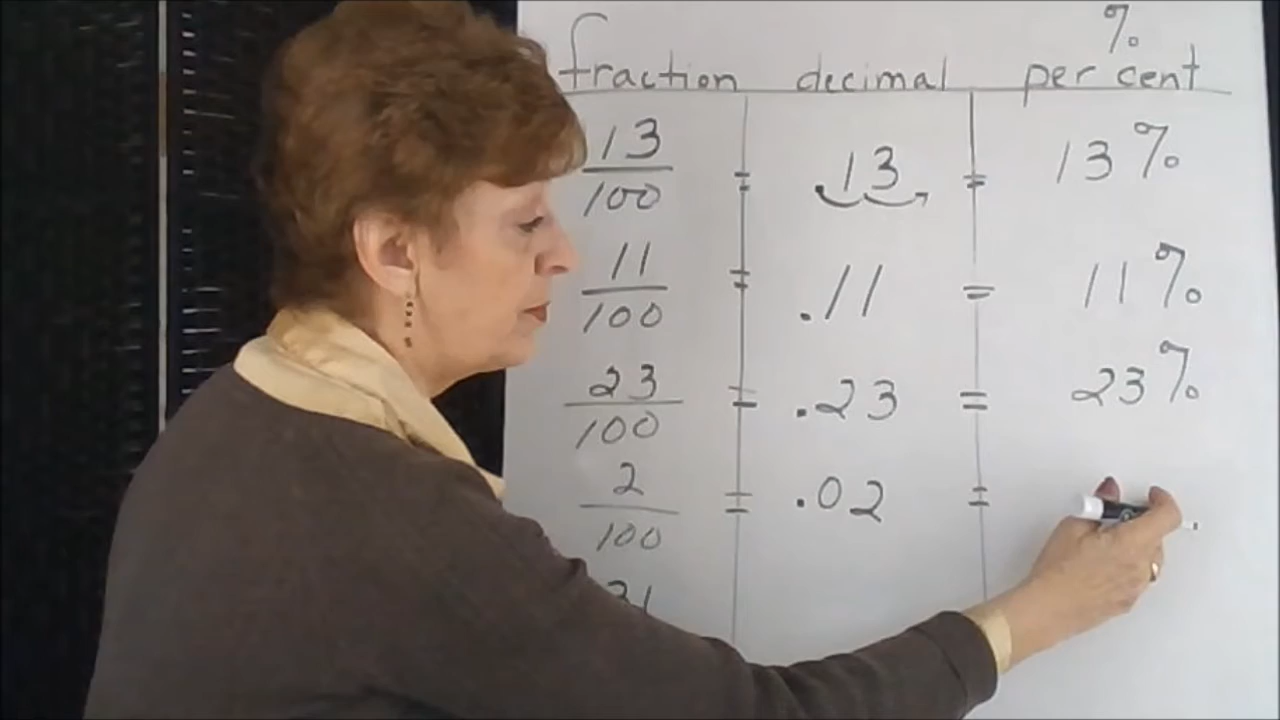 %
fraction decimal per cent
13/100 = .13 = 13%
11/100 = .11 = 11%
23/100 = .23 = 23%
2/100 = .02 =
31